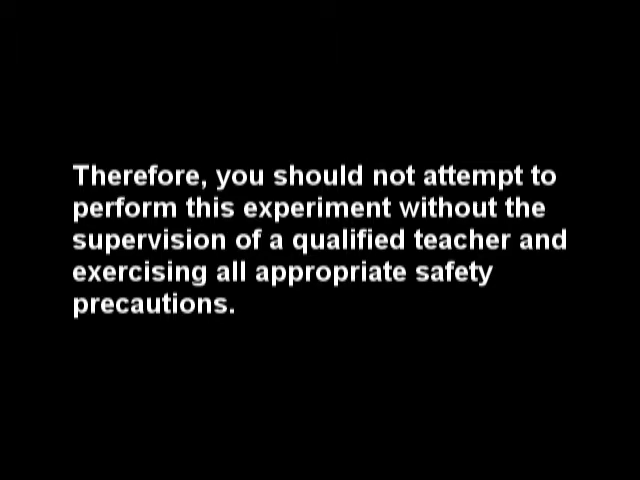 Therefore, you should not attempt to
perform this experiment without the
supervision of a qualified teacher and
exercising all appropriate safety
precautions.